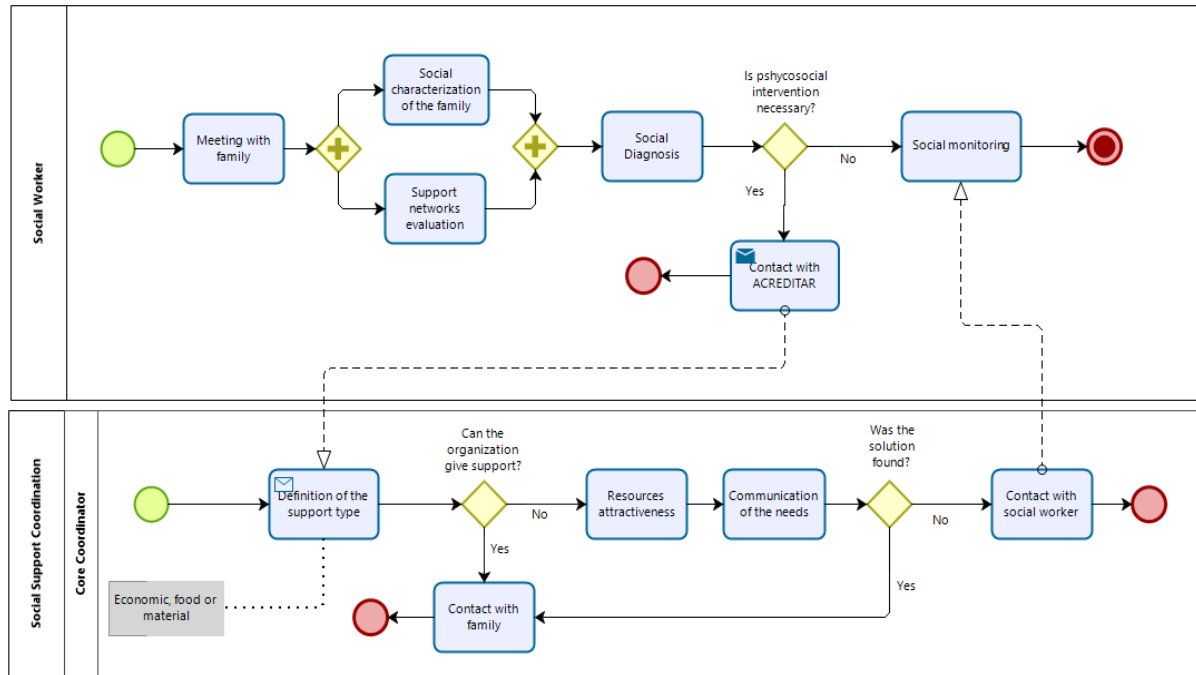 Social Worker
Meeting with
family
Social
characterization
of the family
Support
networks
evaluation
Social
Diagnosis
Is pshycosocial
intervention
necessary?
No
Yes
Social monitoring
Contact with
ACREDITAR
Social Support Coordination
Core Coordinator
Definition of the
support type
Economic, food or
material
Can the
organization
give support?
No
Yes
Resources
attractiveness
Communication
of the needs
Was the
solution
found?
No
Yes
Contact with
social worker
Contact with
family